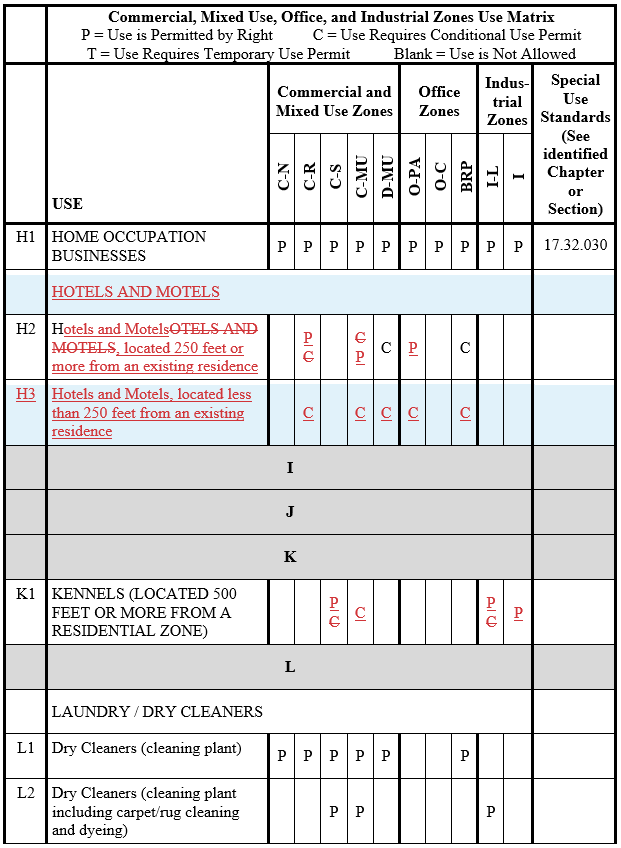 Commercial, Mixed Use, Office, and Industrial Zones Use Matrix
P = Use is Permitted by Right C = Use Requires Conditional Use Permit
T = Use Requires Temporary Use Permit Blank = Use is Not Allowed
USE
Commercial and
Mixed Use Zones
Office
Zones
Indus-
trial
Zones
Special
Use
Standards
(See
identified
Chapter
or
Section)
C-N C-R C-S C-MU D-MU O-PA O-C BRP I-L I
H1 HOME OCCUPATION
BUSINESSES
P P P P P P P P P P 17.32.030
HOTELS AND MOTELS
H2 Hotels and MotelsOTELS AND
MOTELS, located 250 feet or
more from an existing residence
P C C P
C P
C
H3 Hotels and Motels, located less
than 250 feet from an existing
residence
C C C C C
I
J
K
K1 KENNELS (LOCATED 500
FEET OR MORE FROM A
RESIDENTIAL ZONE)
P C P P
C C
L
LAUNDRY / DRY CLEANERS
L1 Dry Cleaners (cleaning plant)
P P P P P P
L2 Dry Cleaners (cleaning plant
including carpet/rug cleaning
and dyeing)
P P P